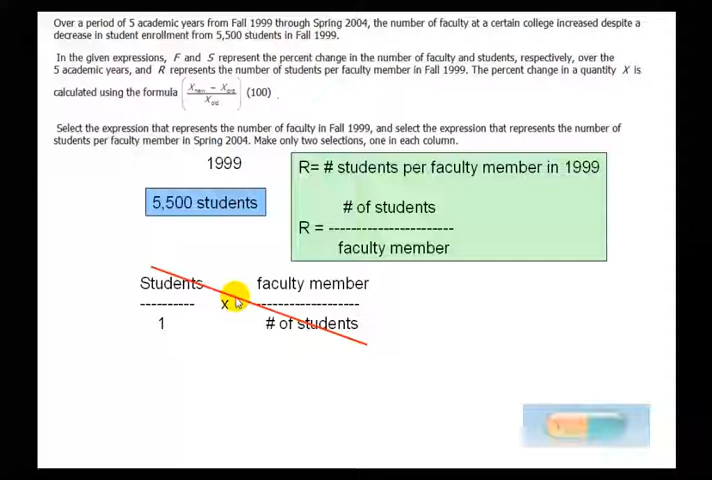 Over a period of 5 academic years from Fall 1999 through Spring 2004, the number of faculty at a certain college increased despite a
decrease in student enrollment from 5,500 students in Fall 1999.
In the given expressions, F and S represent the percent change in the number of faculty and students, respectively, over the
5 academic years, and R represents the number of students per faculty member in Fall 1999. The percent change in a quantity X is
calculated using the formula ( X_new − X_old / X_old ) (100) .
Select the expression that represents the number of faculty in Fall 1999, and select the expression that represents the number of
students per faculty member in Spring 2004. Make only two selections, one in each column.
1999
5,500 students
R= # students per faculty member in 1999
# of students
R = ---------------------
faculty member
Students faculty member
---------- x -------------------
1 # of students